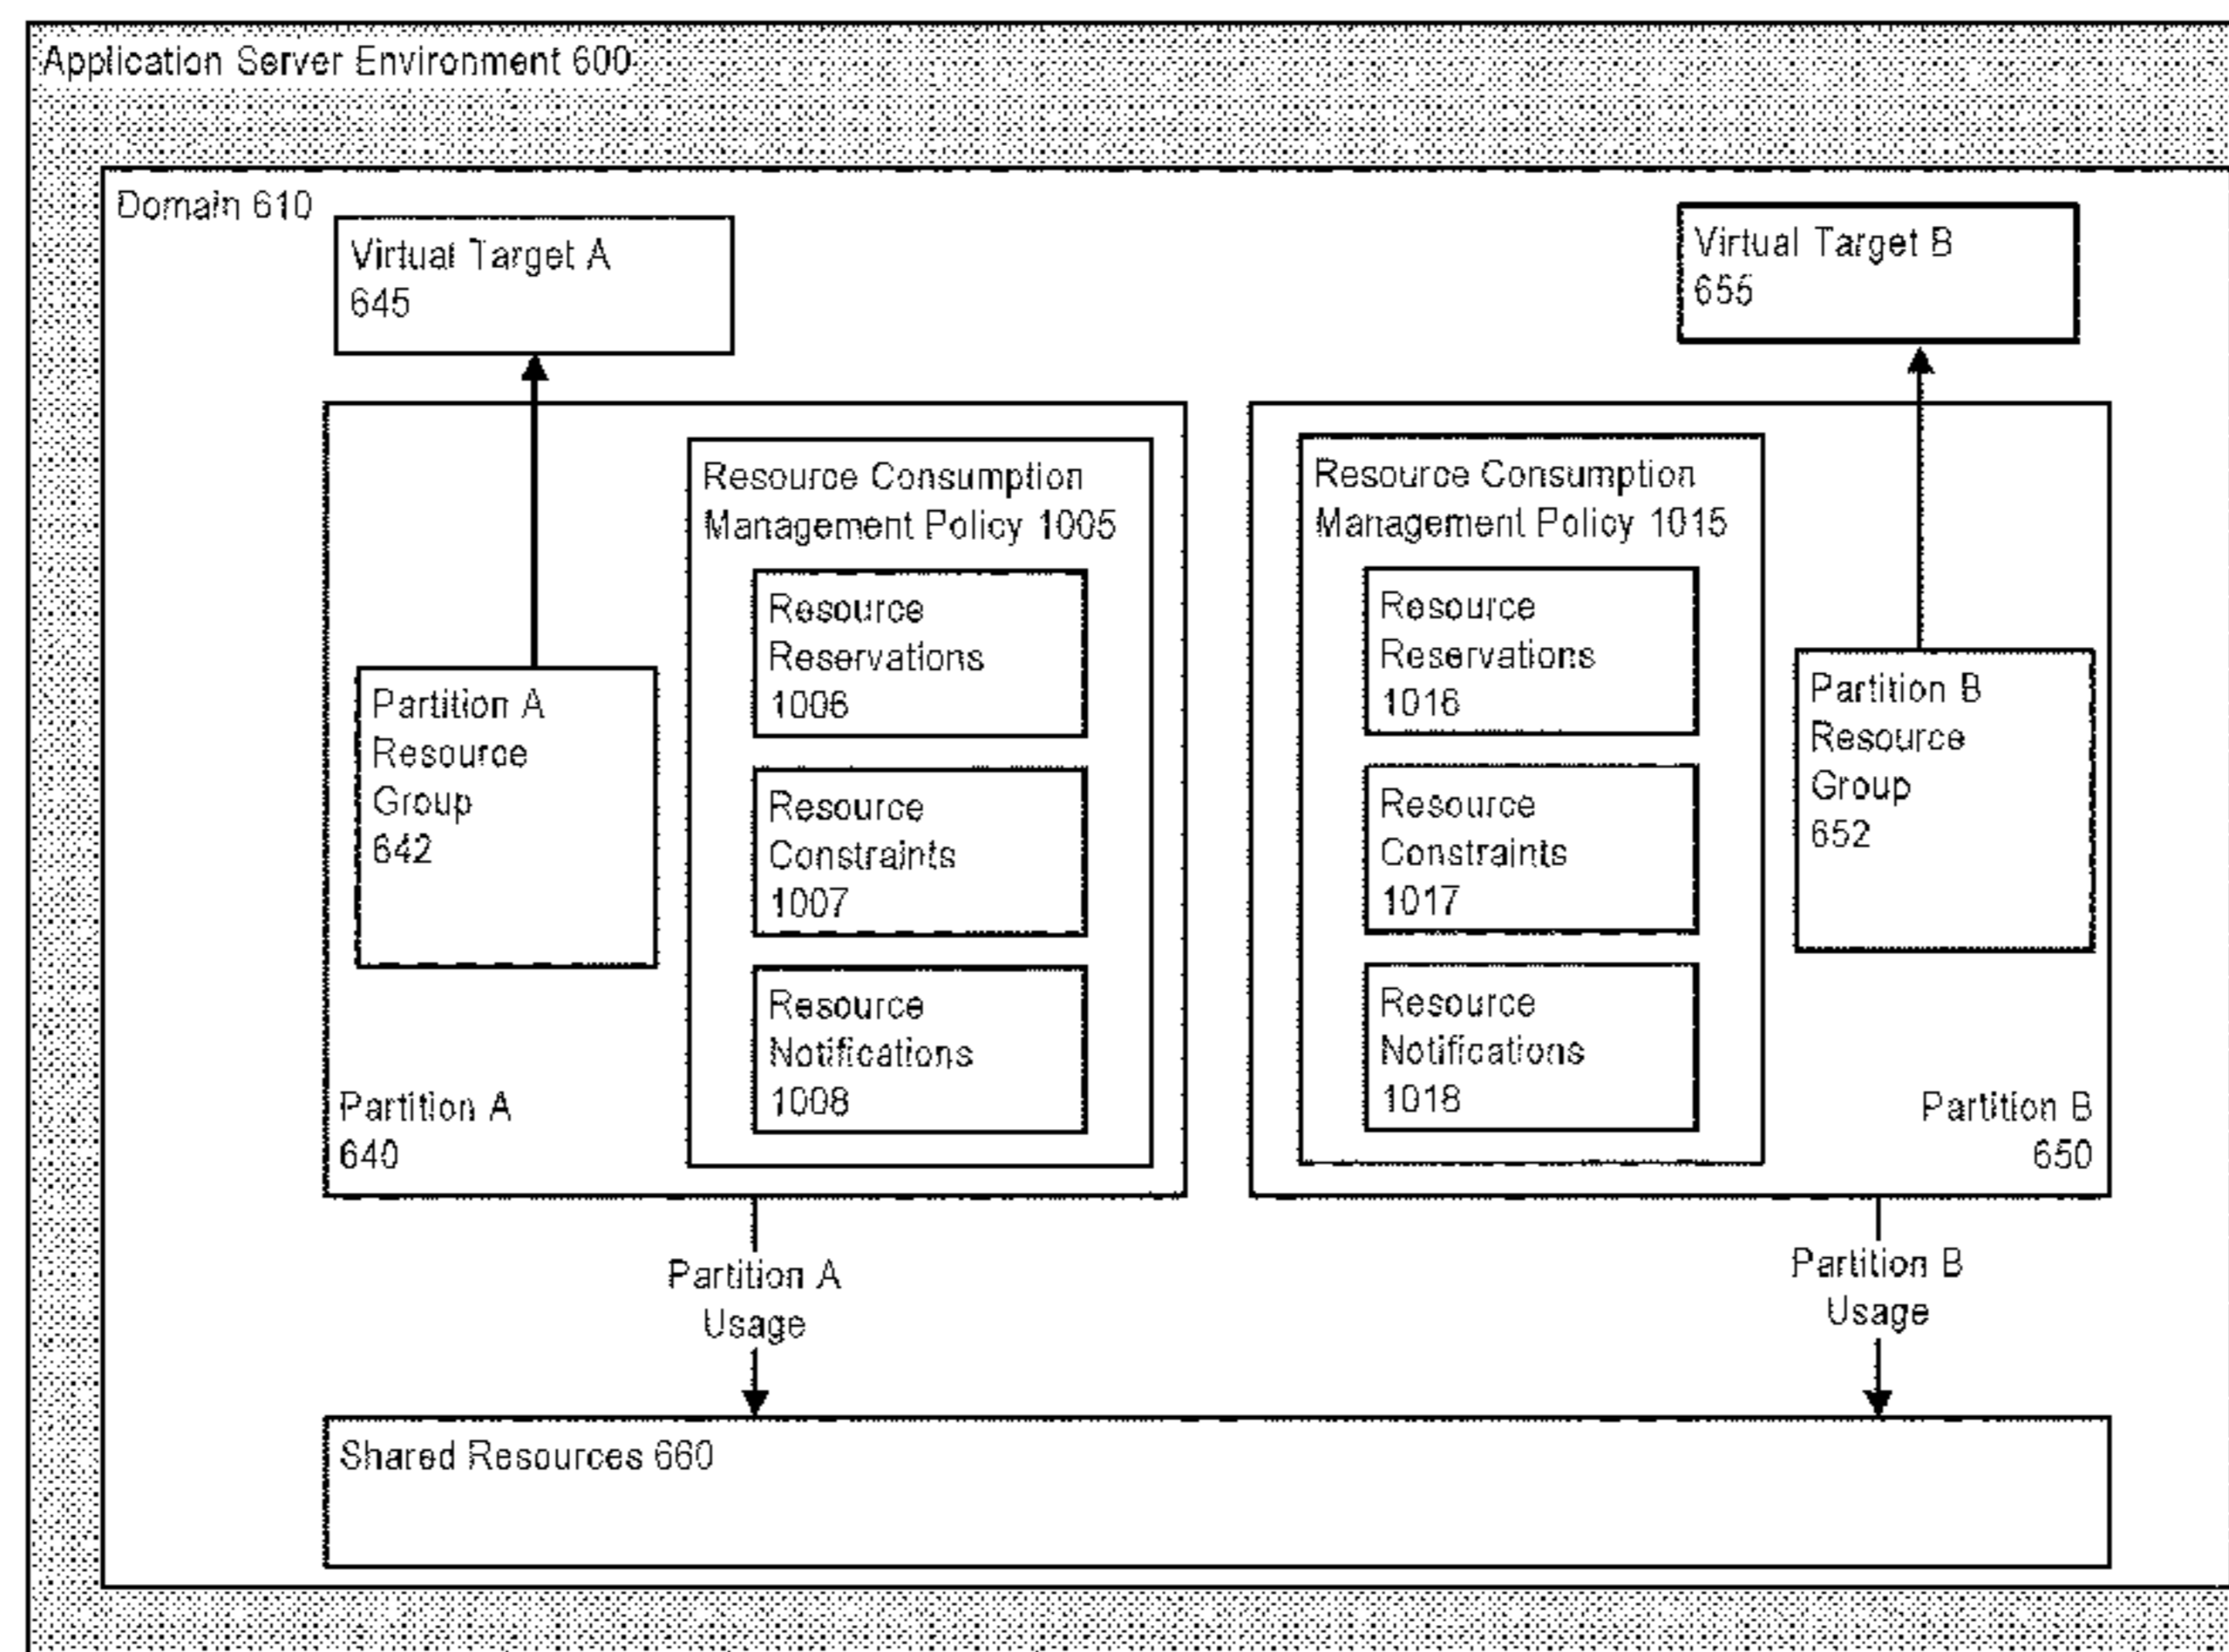 Application Server Environment 600
Domain 610
Virtual Target A
645
Virtual Target B
655
Resource Consumption
Management Policy 1005
Resource
Reservations
1006
Resource
Constraints
1007
Resource
Notifications
1008
Partition A
Resource
Group
642
Partition A
640
Resource Consumption
Management Policy 1015
Resource
Reservations
1016
Resource
Constraints
1017
Resource
Notifications
1018
Partition B
Resource
Group
652
Partition B
650
Partition A
Usage
Partition B
Usage
Shared Resources 660